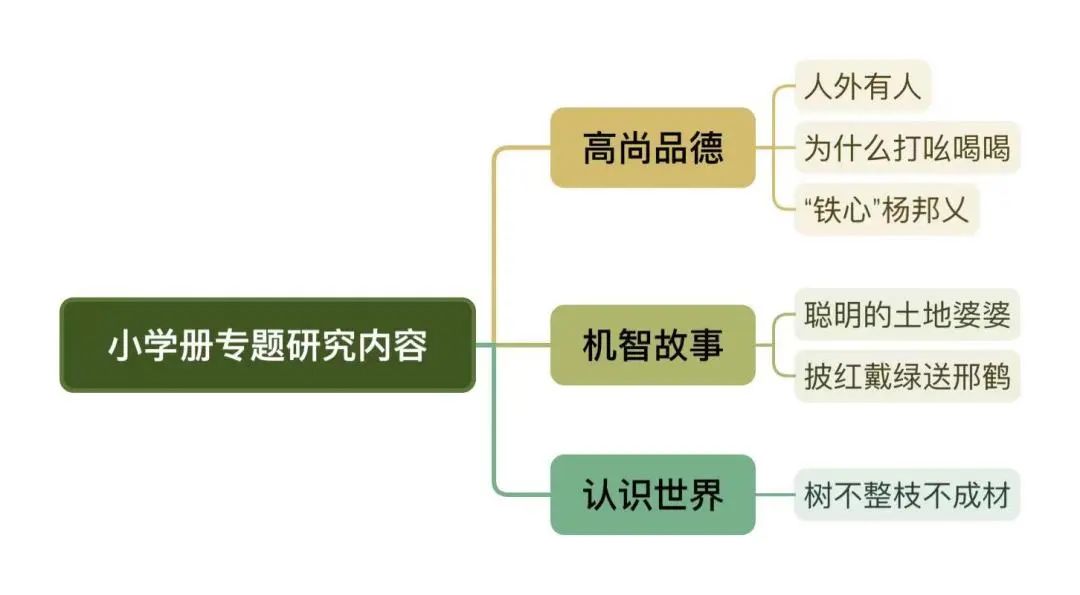 小学册专题研究内容
高尚品德
人外有人
为什么打吆喝喝
“铁心”杨邦乂
机智故事
聪明的土地婆婆
披红戴绿送邢鹤
认识世界
树不整枝不成材